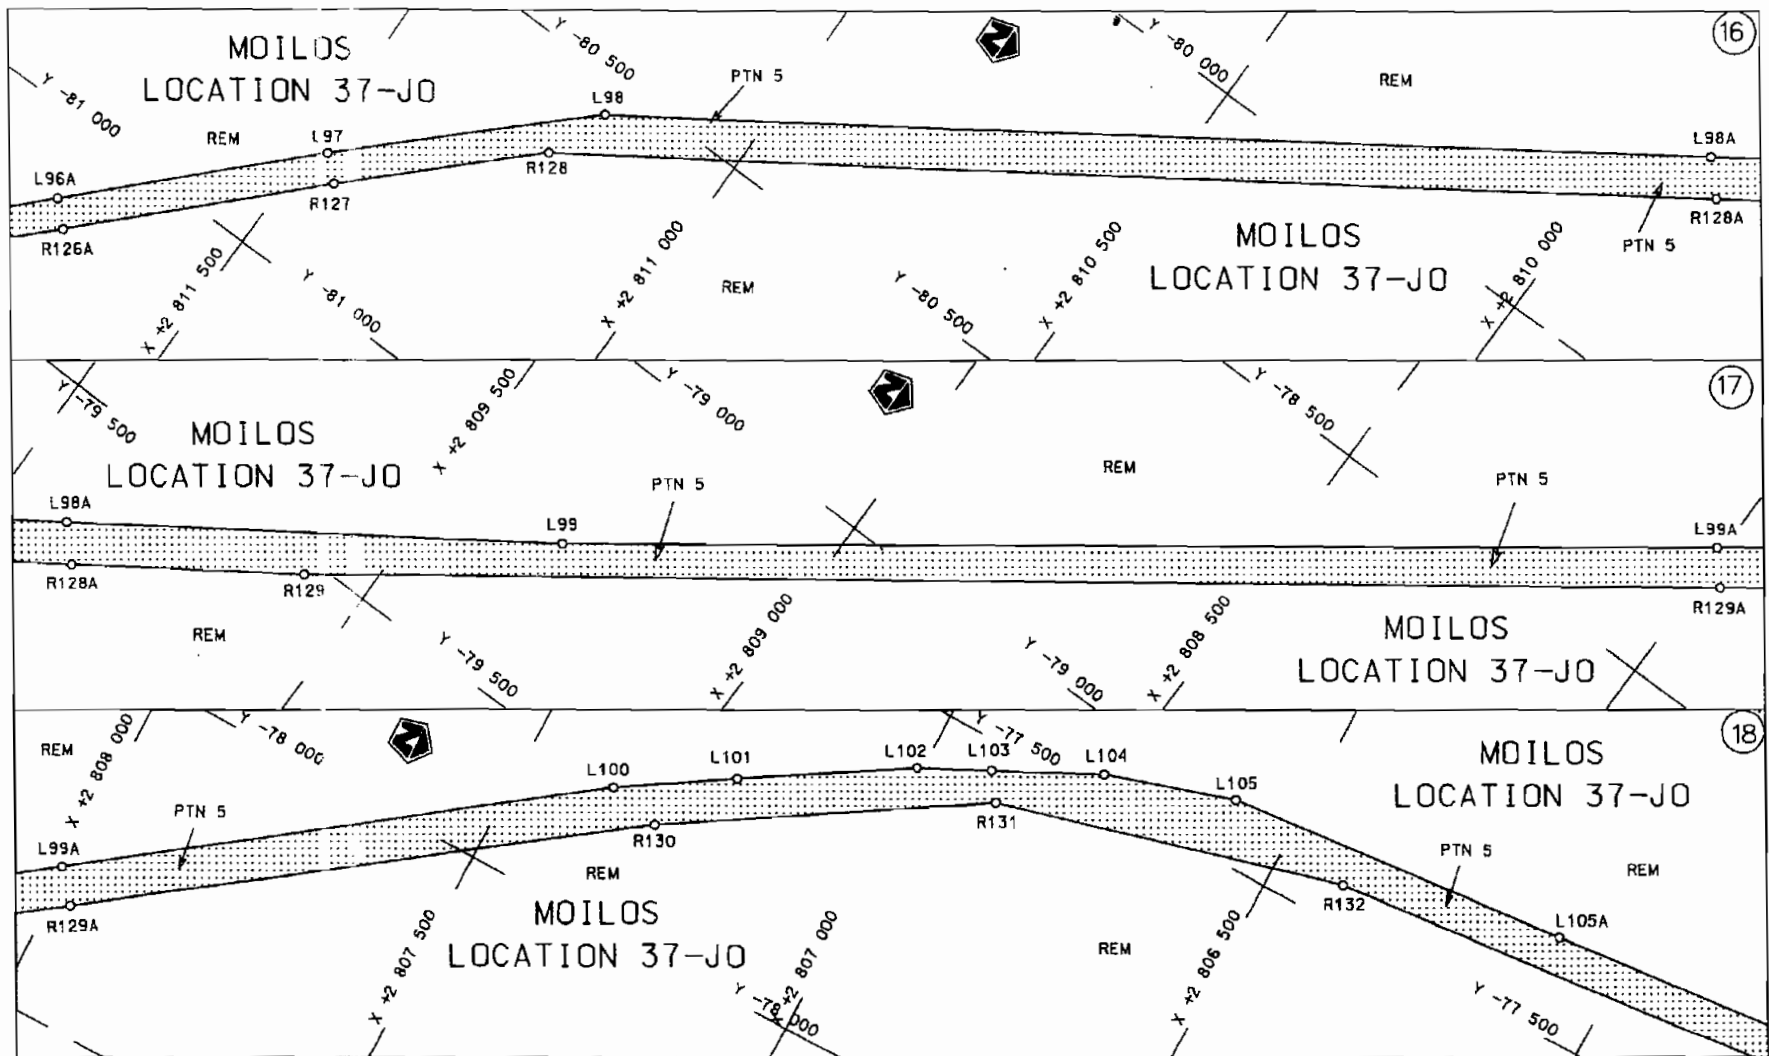 16
MOILOS
LOCATION 37-JO
Y -81 000
REM
Y -80 500
PTN 5
Y -80 000
REM
L96A
L97
L98
L98A
R126A
R127
R128
R128A
X +2 811 500
Y -81 000
X +2 811 000
REM
Y -80 500
X +2 810 500
MOILOS
LOCATION 37-JO
X +2 810 000
PTN 5
17
Y -79 500
MOILOS
LOCATION 37-JO
X +2 809 500
Y -79 000
Y -78 500
REM
PTN 5
PTN 5
L98A
L99
L99A
R128A
R129
R129A
REM
Y -79 500
X +2 809 000
Y -79 000
X +2 808 500
MOILOS
LOCATION 37-JO
18
REM
X +2 808 000
Y -78 000
Y -77 500
MOILOS
LOCATION 37-JO
PTN 5
L99A
L100
L101
L102
L103
L104
L105
L105A
R129A
R130
R131
R132
REM
PTN 5
REM
MOILOS
LOCATION 37-JO
X +2 807 500
Y -78 000
X +2 807 000
REM
X +2 806 500
Y -77 500